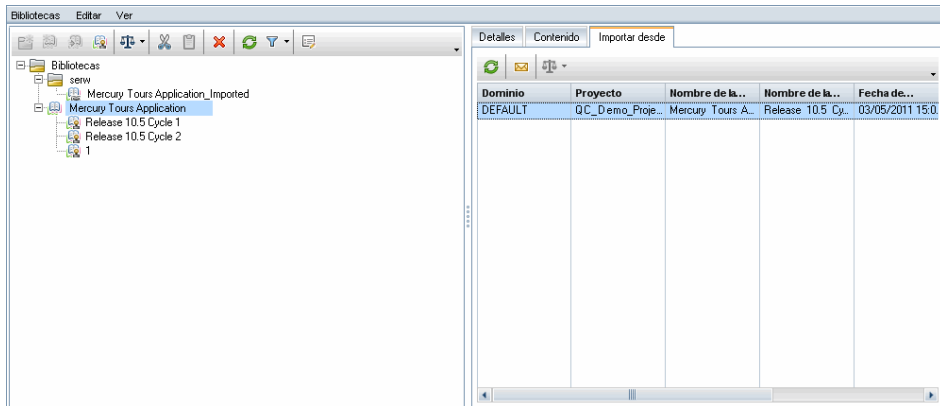 Bibliotecas Editar Ver
Detalles Contenido Importar desde
Bibliotecas
serw
Mercury Tours Application_Imported
Mercury Tours Application
Release 10.5 Cycle 1
Release 10.5 Cycle 2
1
Dominio Proyecto Nombre de la... Nombre de la... Fecha de...
DEFAULT QC_Demo_Proje... Mercury Tours A... Release 10.5 Cy... 03/05/2011 15:0